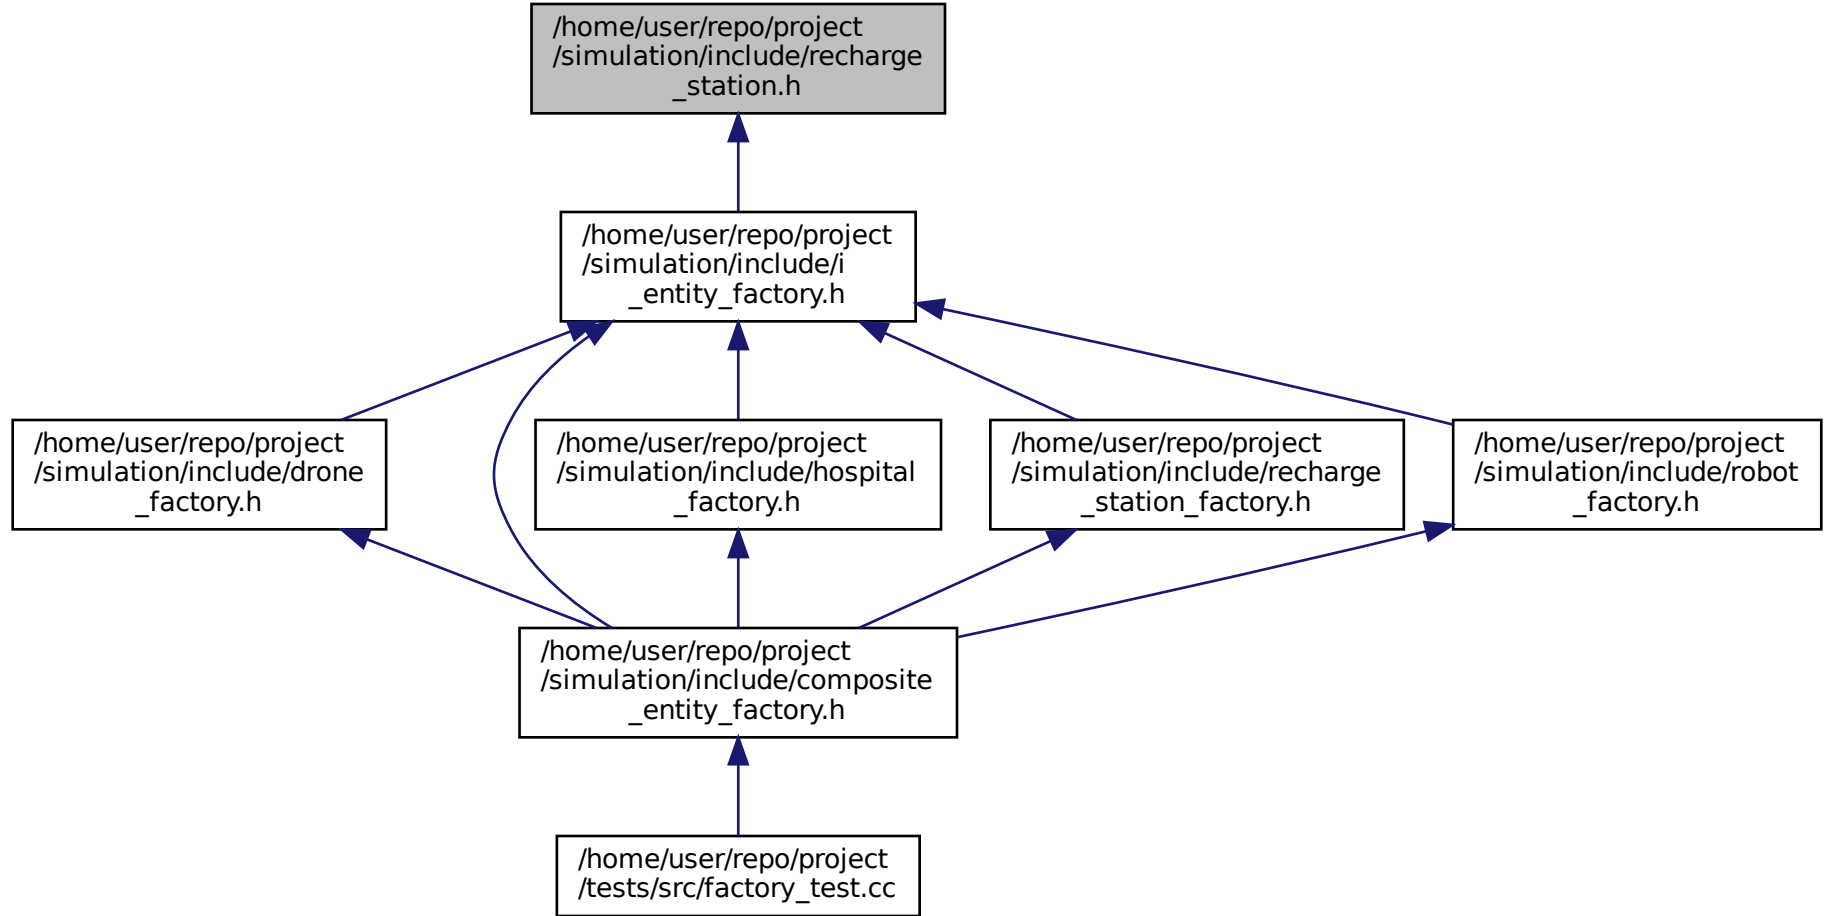 /home/user/repo/project
/simulation/include/recharge
_station.h
/home/user/repo/project
/simulation/include/i
_entity_factory.h
/home/user/repo/project
/simulation/include/drone
_factory.h
/home/user/repo/project
/simulation/include/hospital
_factory.h
/home/user/repo/project
/simulation/include/recharge
_station_factory.h
/home/user/repo/project
/simulation/include/robot
_factory.h
/home/user/repo/project
/simulation/include/composite
_entity_factory.h
/home/user/repo/project
/tests/src/factory_test.cc